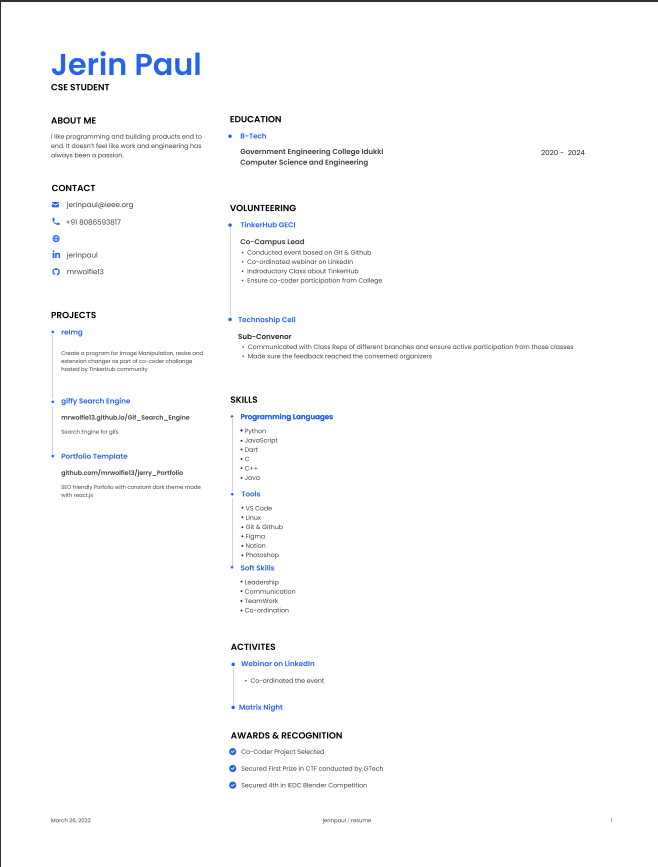 Jerin Paul
CSE STUDENT
ABOUT ME
I like programming and building products end to
end. It doesn't feel like work and engineering has
always been a passion.
CONTACT
jerinpaul@ieee.org
+91 8086593817
jerinpaul
mrwolfie13
PROJECTS
reImg
Create a program for Image Manipulation, resize and
extension changer as part of co-coder challange
hosted by TinkerHub community
giffy Search Engine
mrwolfie13.github.io/Gif_Search_Engine
Search Engine for gifs
Portfolio Template
github.com/mrwolfie13/jerry_Portfolio
SEO friendly Porfolio with constant dark theme made
with react.js
EDUCATION
B-Tech
Government Engineering College Idukki
Computer Science and Engineering
2020 - 2024
VOLUNTEERING
TinkerHub GECI
Co-Campus Lead
• Conducted event based on Git & Github
• Co-ordinated webinar on LinkedIn
• Indroductory Class about TinkerHub
• Ensure co-coder participation from College
Technoship Cell
Sub-Convenor
• Communicated with Class Reps of different branches and ensure active participation from those classes
• Made sure the feedback reached the conserned organizers
SKILLS
Programming Languages
• Python
• JavaScript
• Dart
• C
• C++
• Java
Tools
• VS Code
• Linux
• Git & Github
• Figma
• Notion
• Photoshop
Soft Skills
• Leadership
• Communication
• TeamWork
• Co-ordination
ACTIVITES
Webinar on LinkedIn
• Co-ordinated the event
Matrix Night
AWARDS & RECOGNITION
Co-Coder Project Selected
Secured First Prize in CTF conducted by GTech
Secured 4th in IEDC Blender Competition
March 26, 2022
jerinpaul / resume
1